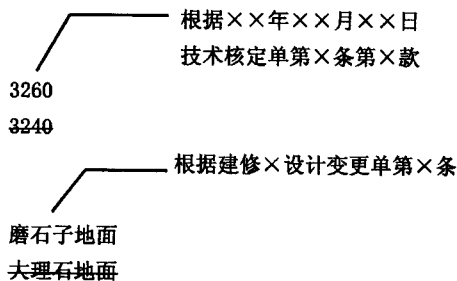 根据××年××月××日
技术核定单第×条第×款
3260
3240
根据建修×设计变更单第×条
磨石子地面
大理石地面